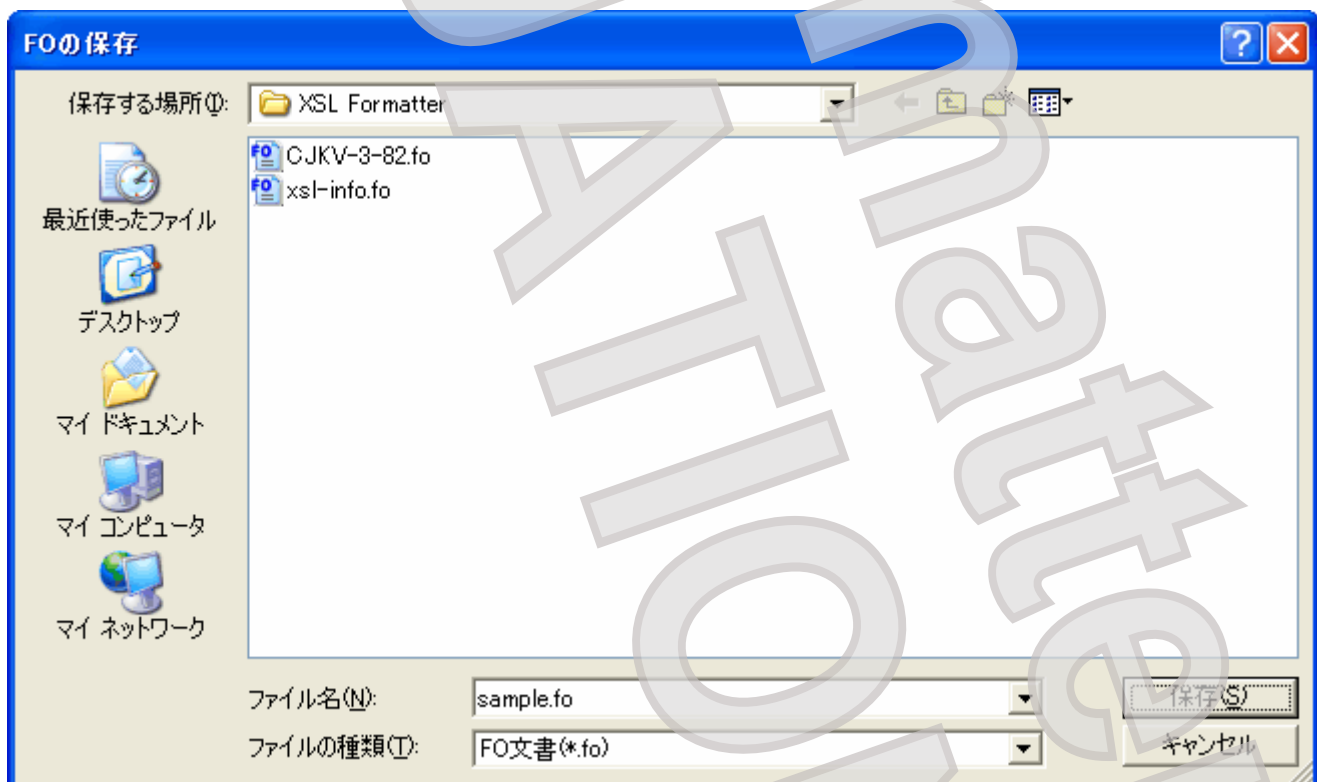 FOの保存
保存する場所(I):
XSL Formatter
FO CJKV-3-82.fo
FO xsl-info.fo
最近使ったファイル
デスクトップ
マイ ドキュメント
マイ コンピュータ
マイ ネットワーク
ファイル名(N):
sample.fo
保存(S)
ファイルの種類(T):
FO文書(*.fo)
キャンセル
matte
ATIO